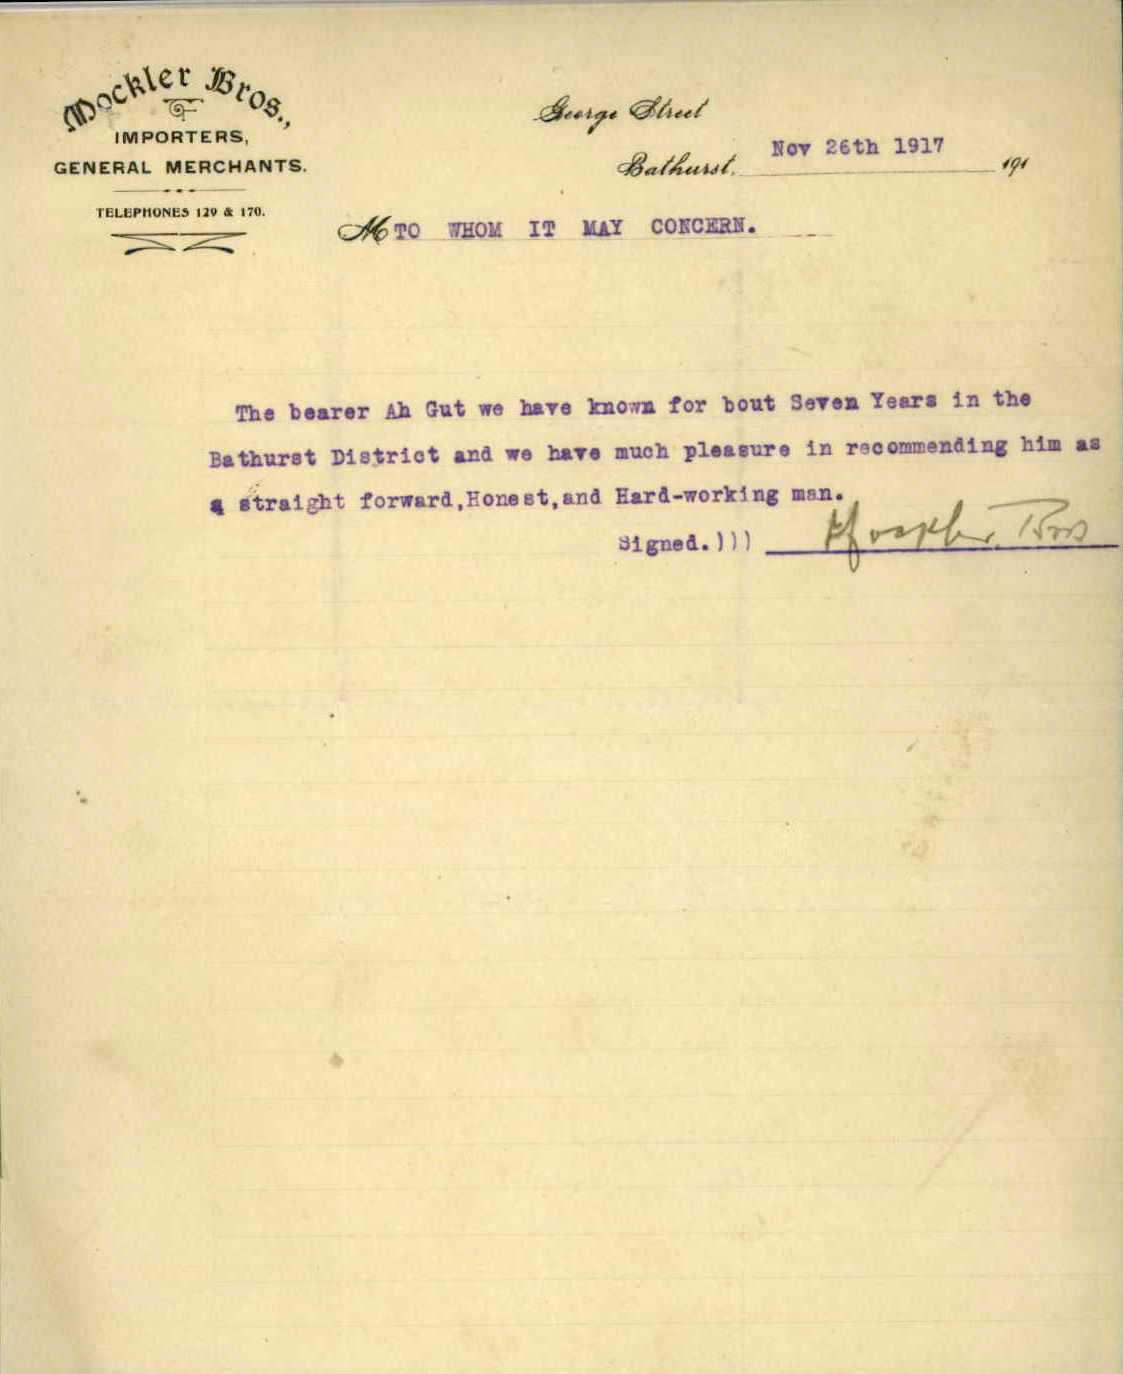 Mockler Bros.,
IMPORTERS,
GENERAL MERCHANTS.
TELEPHONES 129 & 170.
George Street
Bathurst. Nov 26th 1917 191
M TO WHOM IT MAY CONCERN.
The bearer Ah Gut we have known for bout Seven Years in the
Bathurst District and we have much pleasure in recommending him as
a straight forward,Honest,and Hard-working man.
Signed.))) Mockler Bros